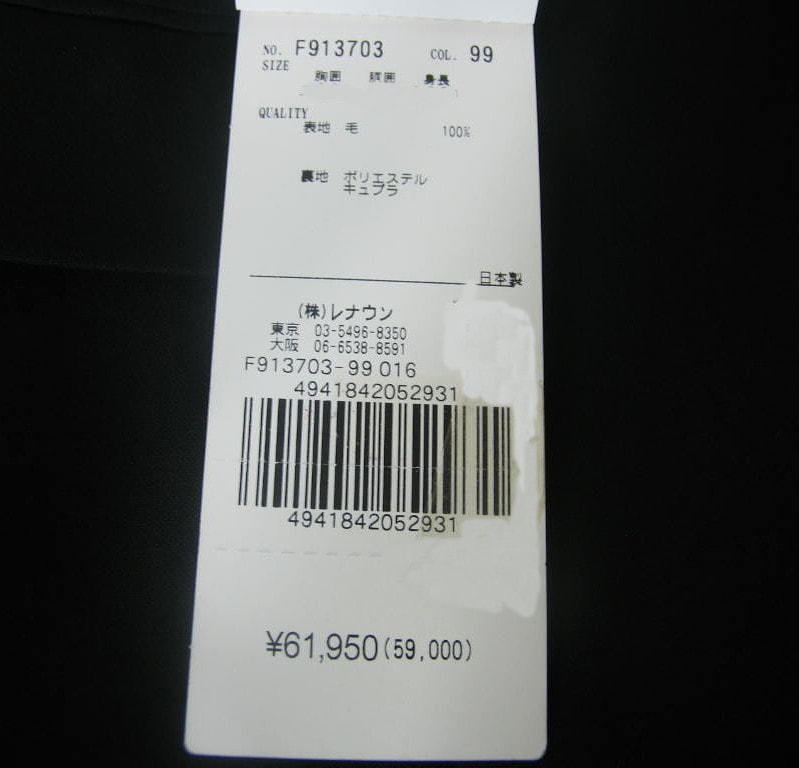 NO. F913703 COL. 99
SIZE
胸囲 胴囲 身長
QUALITY
表地 毛 100%
裏地 ポリエステル
キュプラ
日本製
(株)レナウン
東京 03-5496-8350
大阪 06-6538-8591
F913703-99 016
4941842052931
4941842052931
¥61,950(59,000)